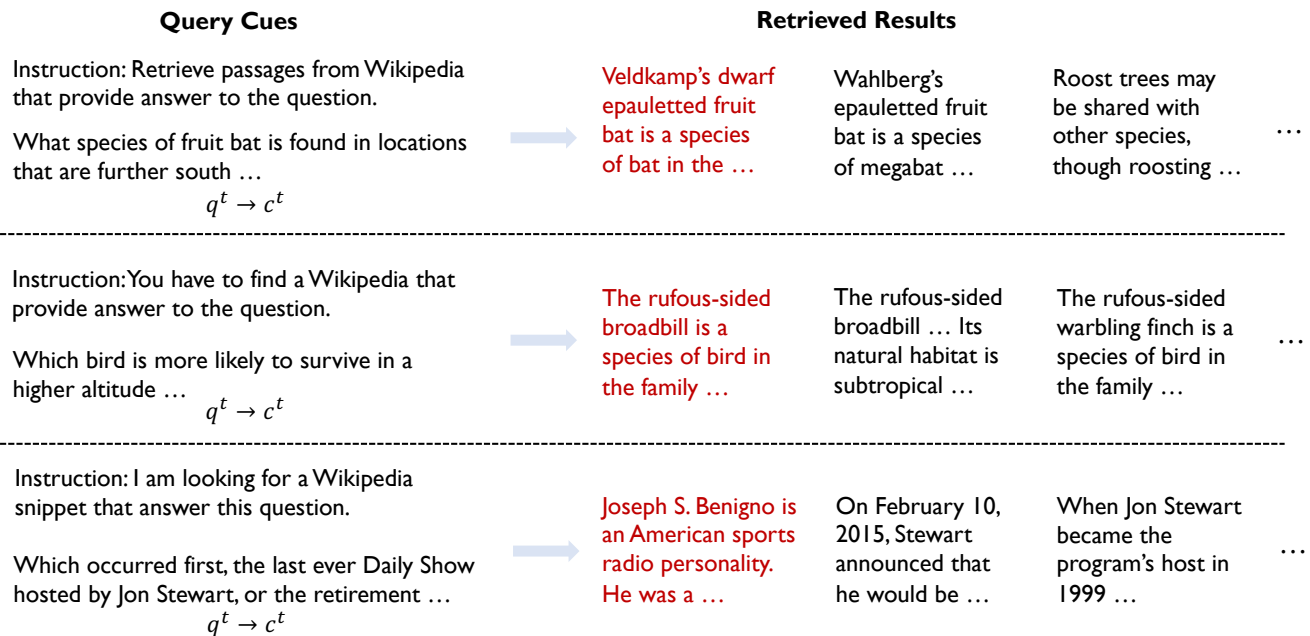 Query Cues
Retrieved Results
Instruction: Retrieve passages from Wikipedia
that provide answer to the question.
What species of fruit bat is found in locations
that are further south …
q^t → c^t
Veldkamp's dwarf
epauletted fruit
bat is a species
of bat in the …
Wahlberg's
epauletted fruit
bat is a species
of megabat …
Roost trees may
be shared with
other species,
though roosting …
…
Instruction: You have to find a Wikipedia that
provide answer to the question.
Which bird is more likely to survive in a
higher altitude …
q^t → c^t
The rufous-sided
broadbill is a
species of bird in
the family …
The rufous-sided
broadbill … Its
natural habitat is
subtropical …
The rufous-sided
warbling finch is a
species of bird in
the family …
…
Instruction: I am looking for a Wikipedia
snippet that answer this question.
Which occurred first, the last ever Daily Show
hosted by Jon Stewart, or the retirement …
q^t → c^t
Joseph S. Benigno is
an American sports
radio personality.
He was a …
On February 10,
2015, Stewart
announced that
he would be …
When Jon Stewart
became the
program's host in
1999 …
…